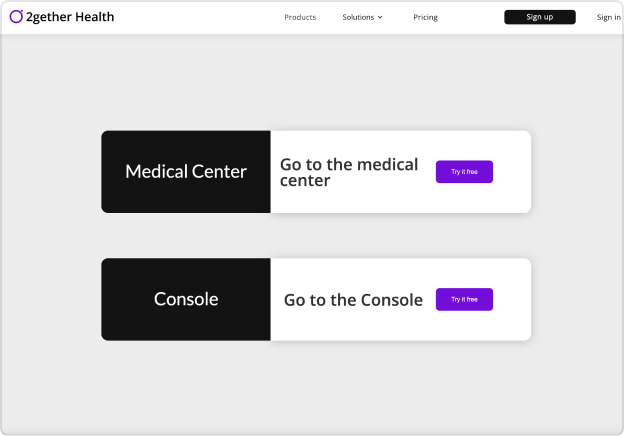 2gether Health
Products
Solutions
Pricing
Sign up
Sign in
Medical Center
Go to the medical
center
Try it free
Console
Go to the Console
Try it free